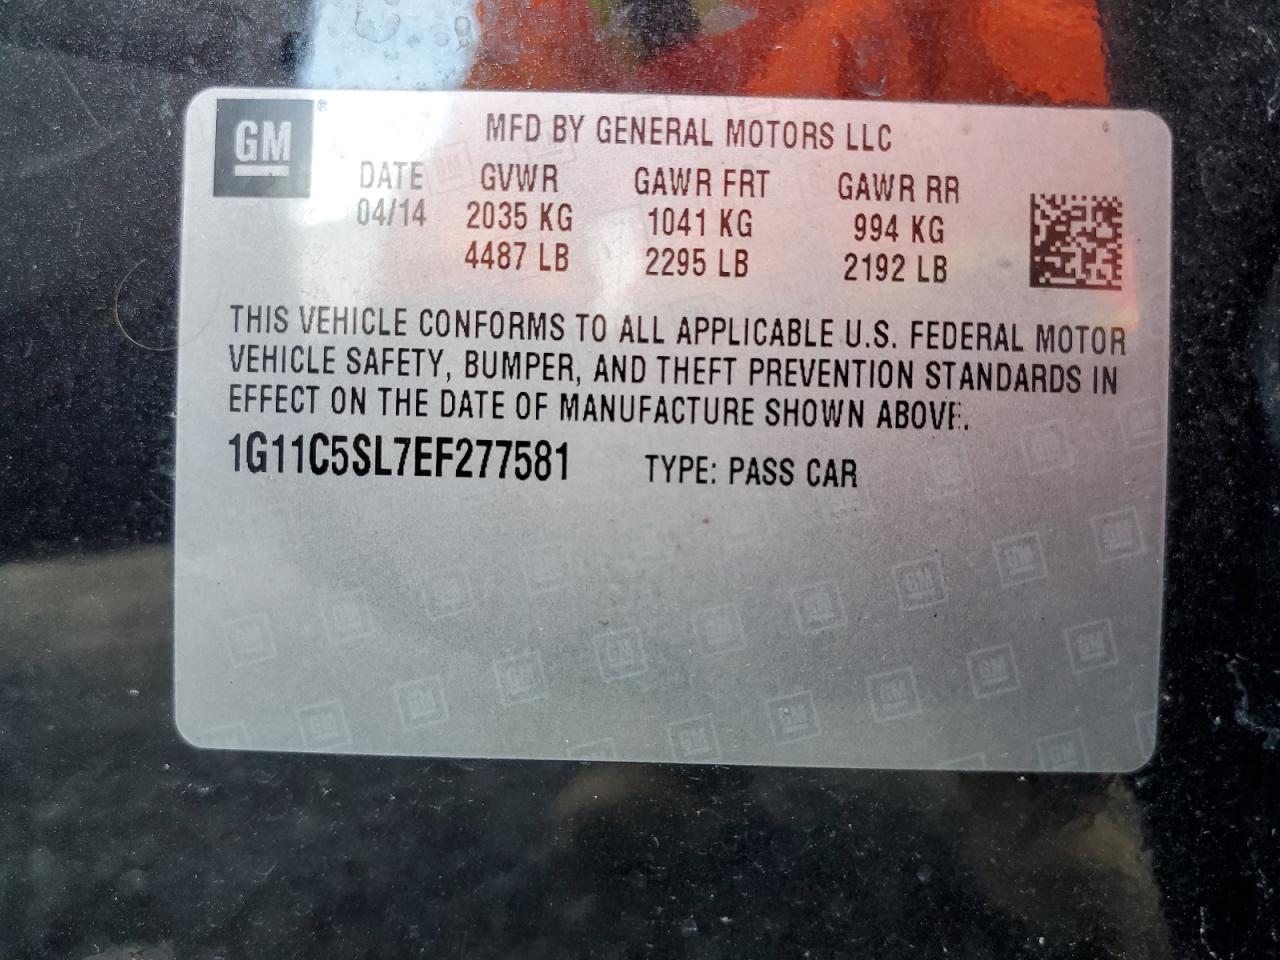 GM
MFD BY GENERAL MOTORS LLC
DATE GVWR GAWR FRT GAWR RR
04/14 2035 KG 1041 KG 994 KG
4487 LB 2295 LB 2192 LB
THIS VEHICLE CONFORMS TO ALL APPLICABLE U.S. FEDERAL MOTOR
VEHICLE SAFETY, BUMPER, AND THEFT PREVENTION STANDARDS IN
EFFECT ON THE DATE OF MANUFACTURE SHOWN ABOVE.
1G11C5SL7EF277581 TYPE: PASS CAR